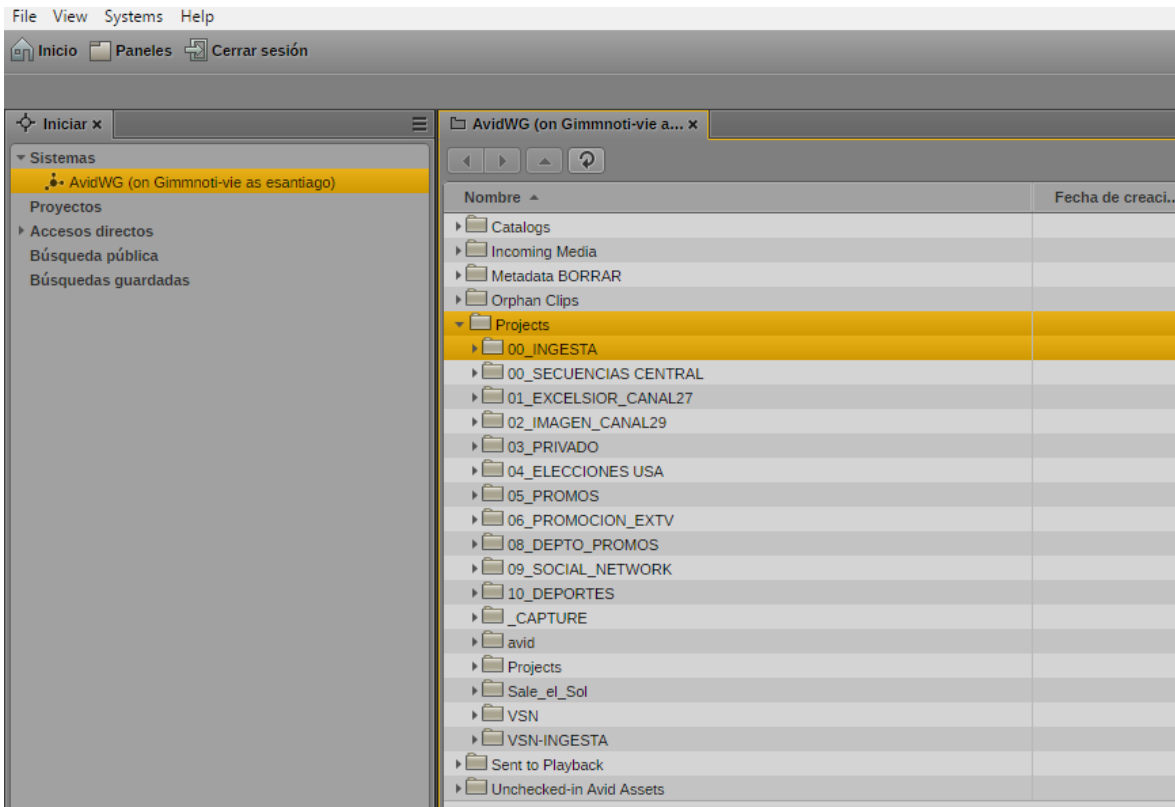 File View Systems Help
Inicio Paneles Cerrar sesión
Iniciar x
Sistemas
AvidWG (on Gimmnoti-vie as esantiago)
Proyectos
Accesos directos
Búsqueda pública
Búsquedas guardadas
AvidWG (on Gimmnoti-vie a... x
Nombre Fecha de creaci...
Catalogs
Incoming Media
Metadata BORRAR
Orphan Clips
Projects
00_INGESTA
00_SECUENCIAS CENTRAL
01_EXCELSIOR_CANAL27
02_IMAGEN_CANAL29
03_PRIVADO
04_ELECCIONES USA
05_PROMOS
06_PROMOCION_EXTV
08_DEPTO_PROMOS
09_SOCIAL_NETWORK
10_DEPORTES
_CAPTURE
avid
Projects
Sale_el_Sol
VSN
VSN-INGESTA
Sent to Playback
Unchecked-in Avid Assets